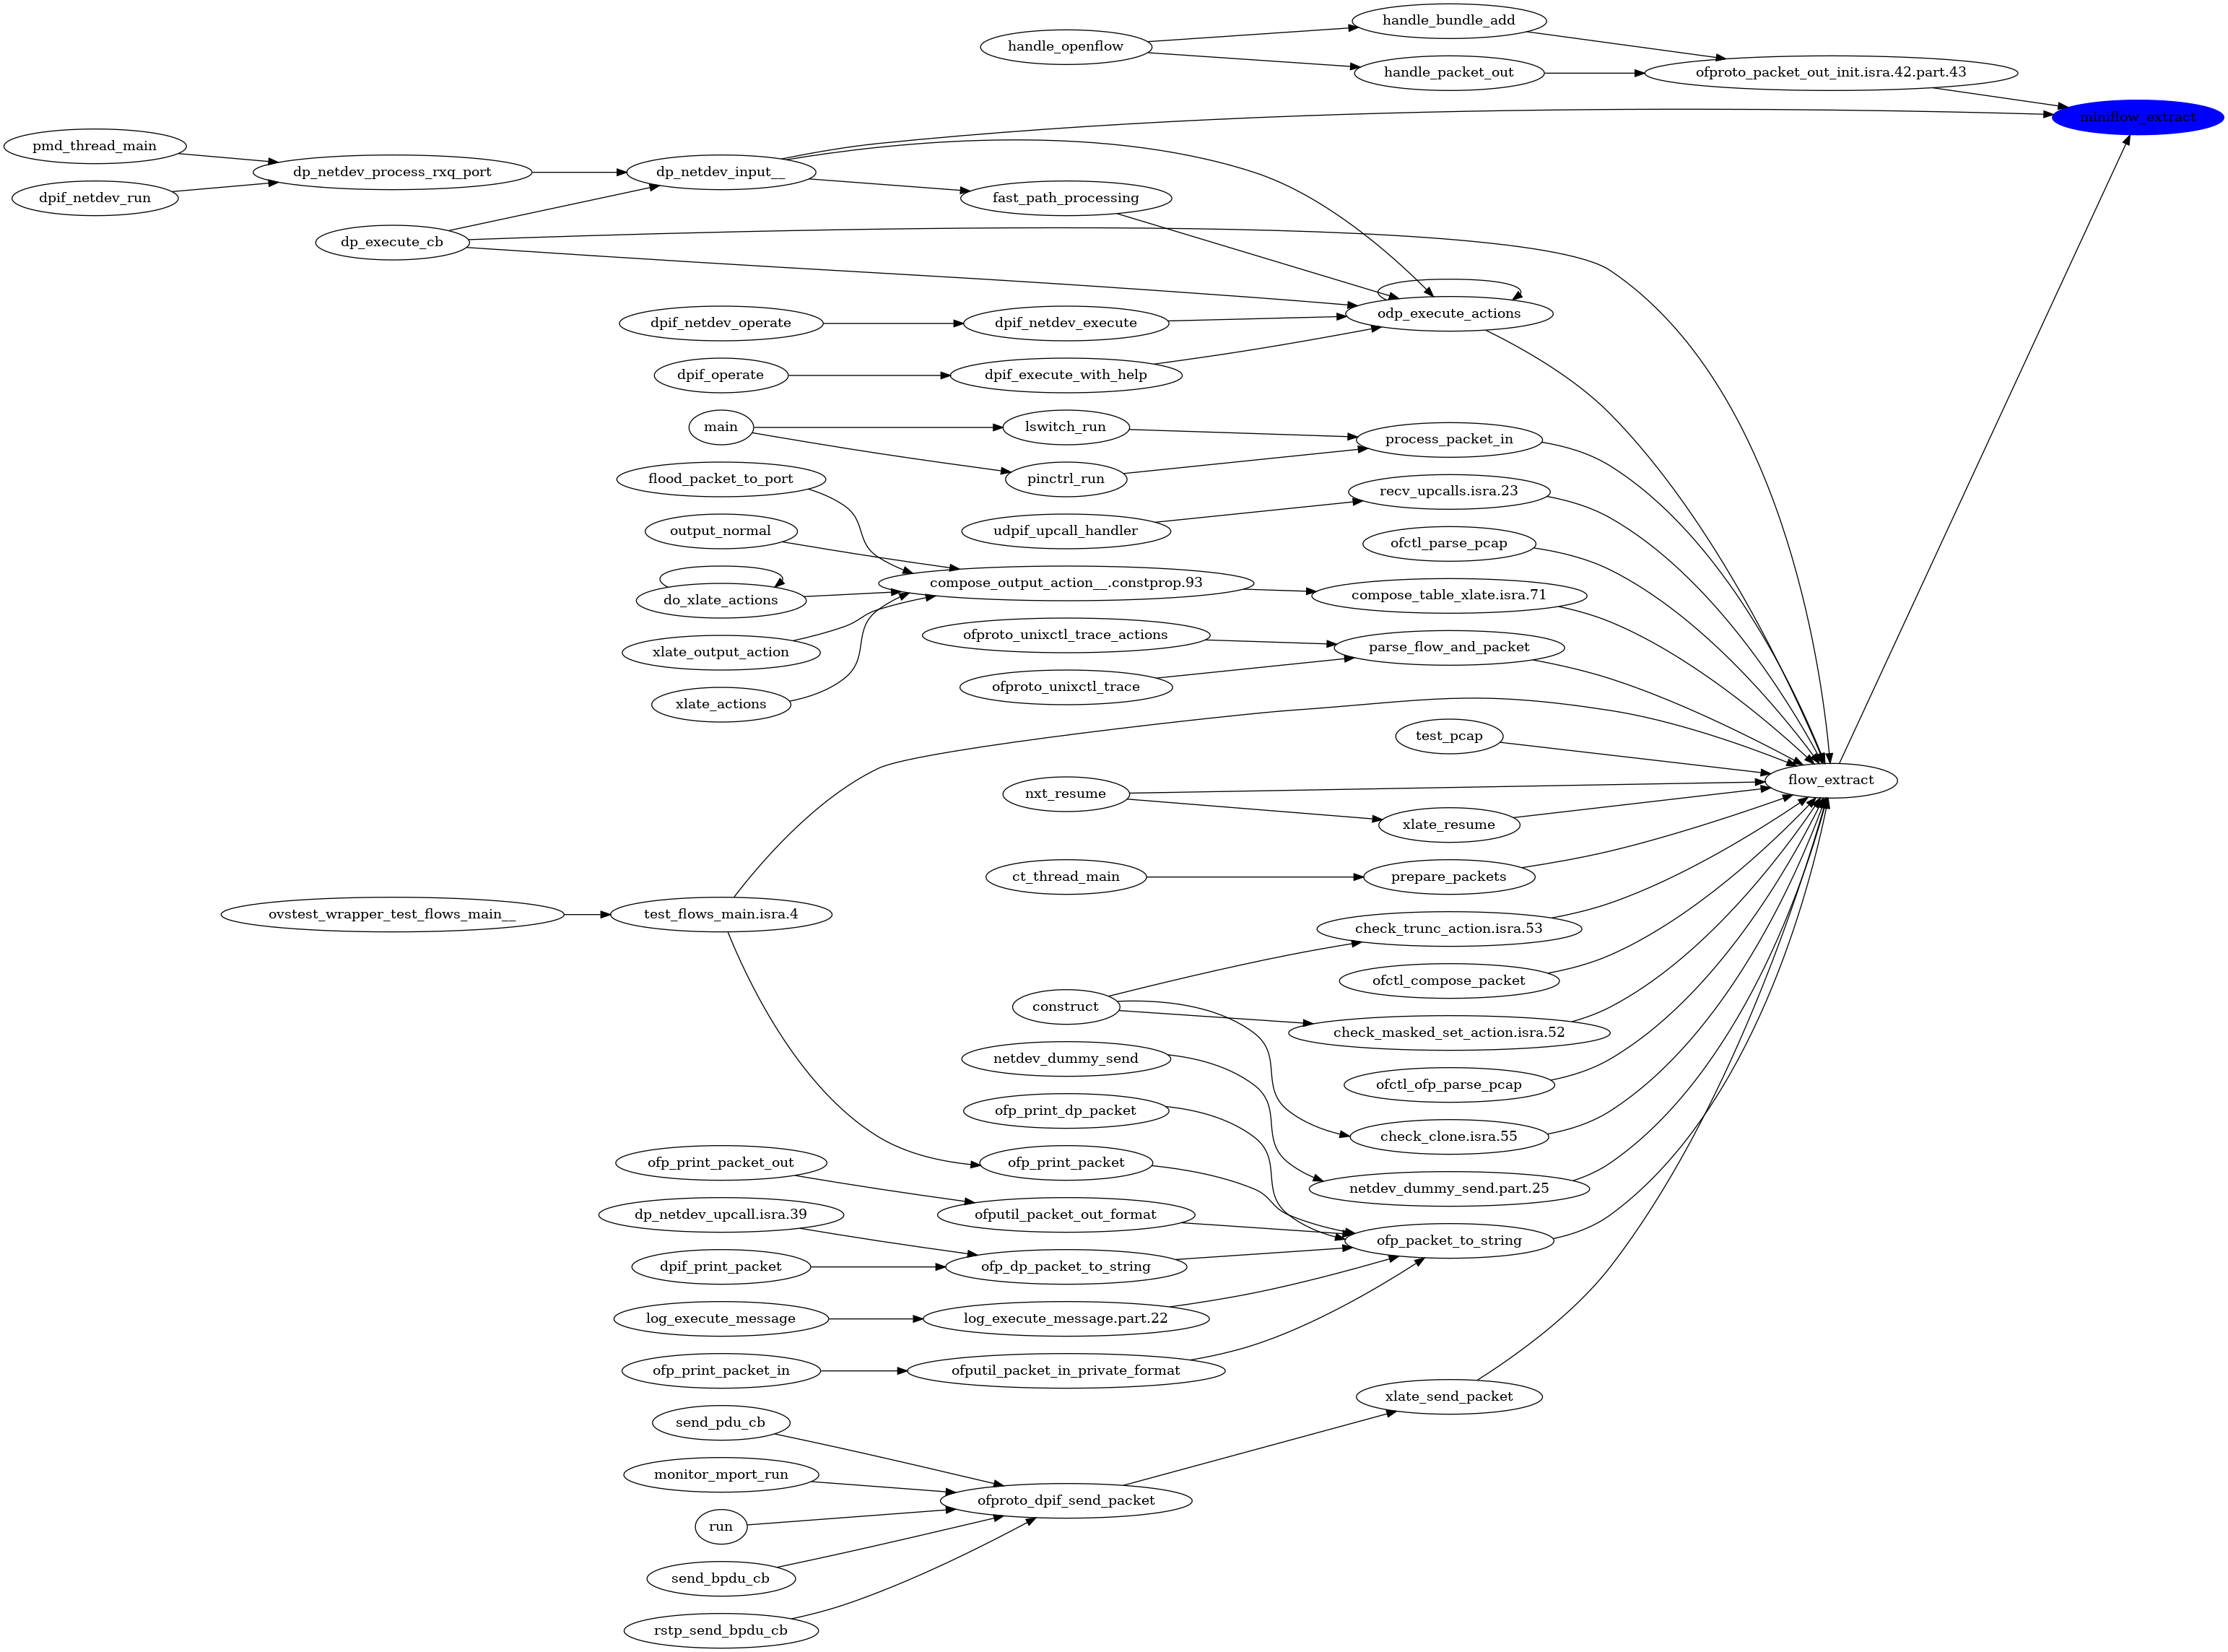 handle_bundle_add
handle_openflow
handle_packet_out
ofproto_packet_out_init.isra.42.part.43
miniflow_extract
pmd_thread_main
dp_netdev_process_rxq_port
dp_netdev_input__
dpif_netdev_run
fast_path_processing
dp_execute_cb
odp_execute_actions
dpif_netdev_operate
dpif_netdev_execute
dpif_operate
dpif_execute_with_help
main
lswitch_run
process_packet_in
flood_packet_to_port
pinctrl_run
recv_upcalls.isra.23
output_normal
udpif_upcall_handler
ofctl_parse_pcap
compose_output_action__.constprop.93
do_xlate_actions
compose_table_xlate.isra.71
ofproto_unixctl_trace_actions
xlate_output_action
parse_flow_and_packet
ofproto_unixctl_trace
xlate_actions
test_pcap
flow_extract
nxt_resume
xlate_resume
ct_thread_main
prepare_packets
ovstest_wrapper_test_flows_main__
test_flows_main.isra.4
check_trunc_action.isra.53
ofctl_compose_packet
construct
check_masked_set_action.isra.52
netdev_dummy_send
ofctl_ofp_parse_pcap
ofp_print_dp_packet
check_clone.isra.55
ofp_print_packet_out
ofp_print_packet
netdev_dummy_send.part.25
dp_netdev_upcall.isra.39
ofputil_packet_out_format
ofp_packet_to_string
dpif_print_packet
ofp_dp_packet_to_string
log_execute_message
log_execute_message.part.22
ofp_print_packet_in
ofputil_packet_in_private_format
xlate_send_packet
send_pdu_cb
monitor_mport_run
ofproto_dpif_send_packet
run
send_bpdu_cb
rstp_send_bpdu_cb